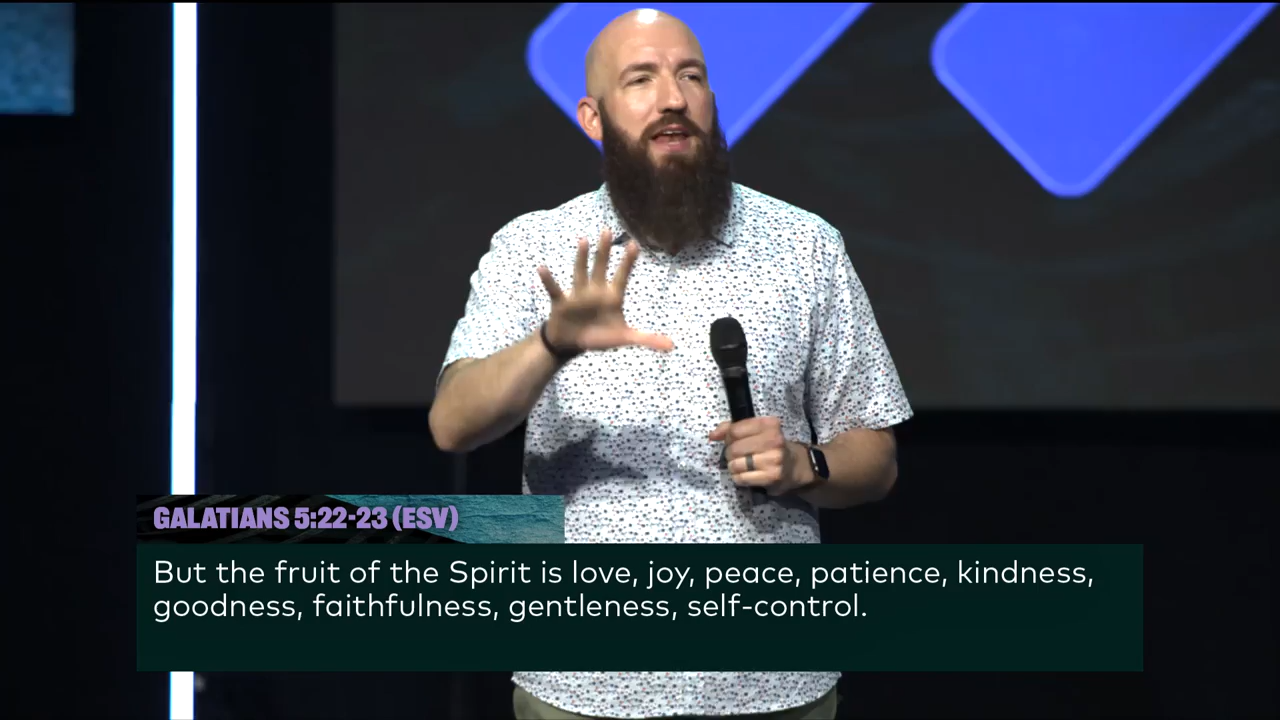 GALATIANS 5:22-23 (ESV)
But the fruit of the Spirit is love, joy, peace, patience, kindness,
goodness, faithfulness, gentleness, self-control.